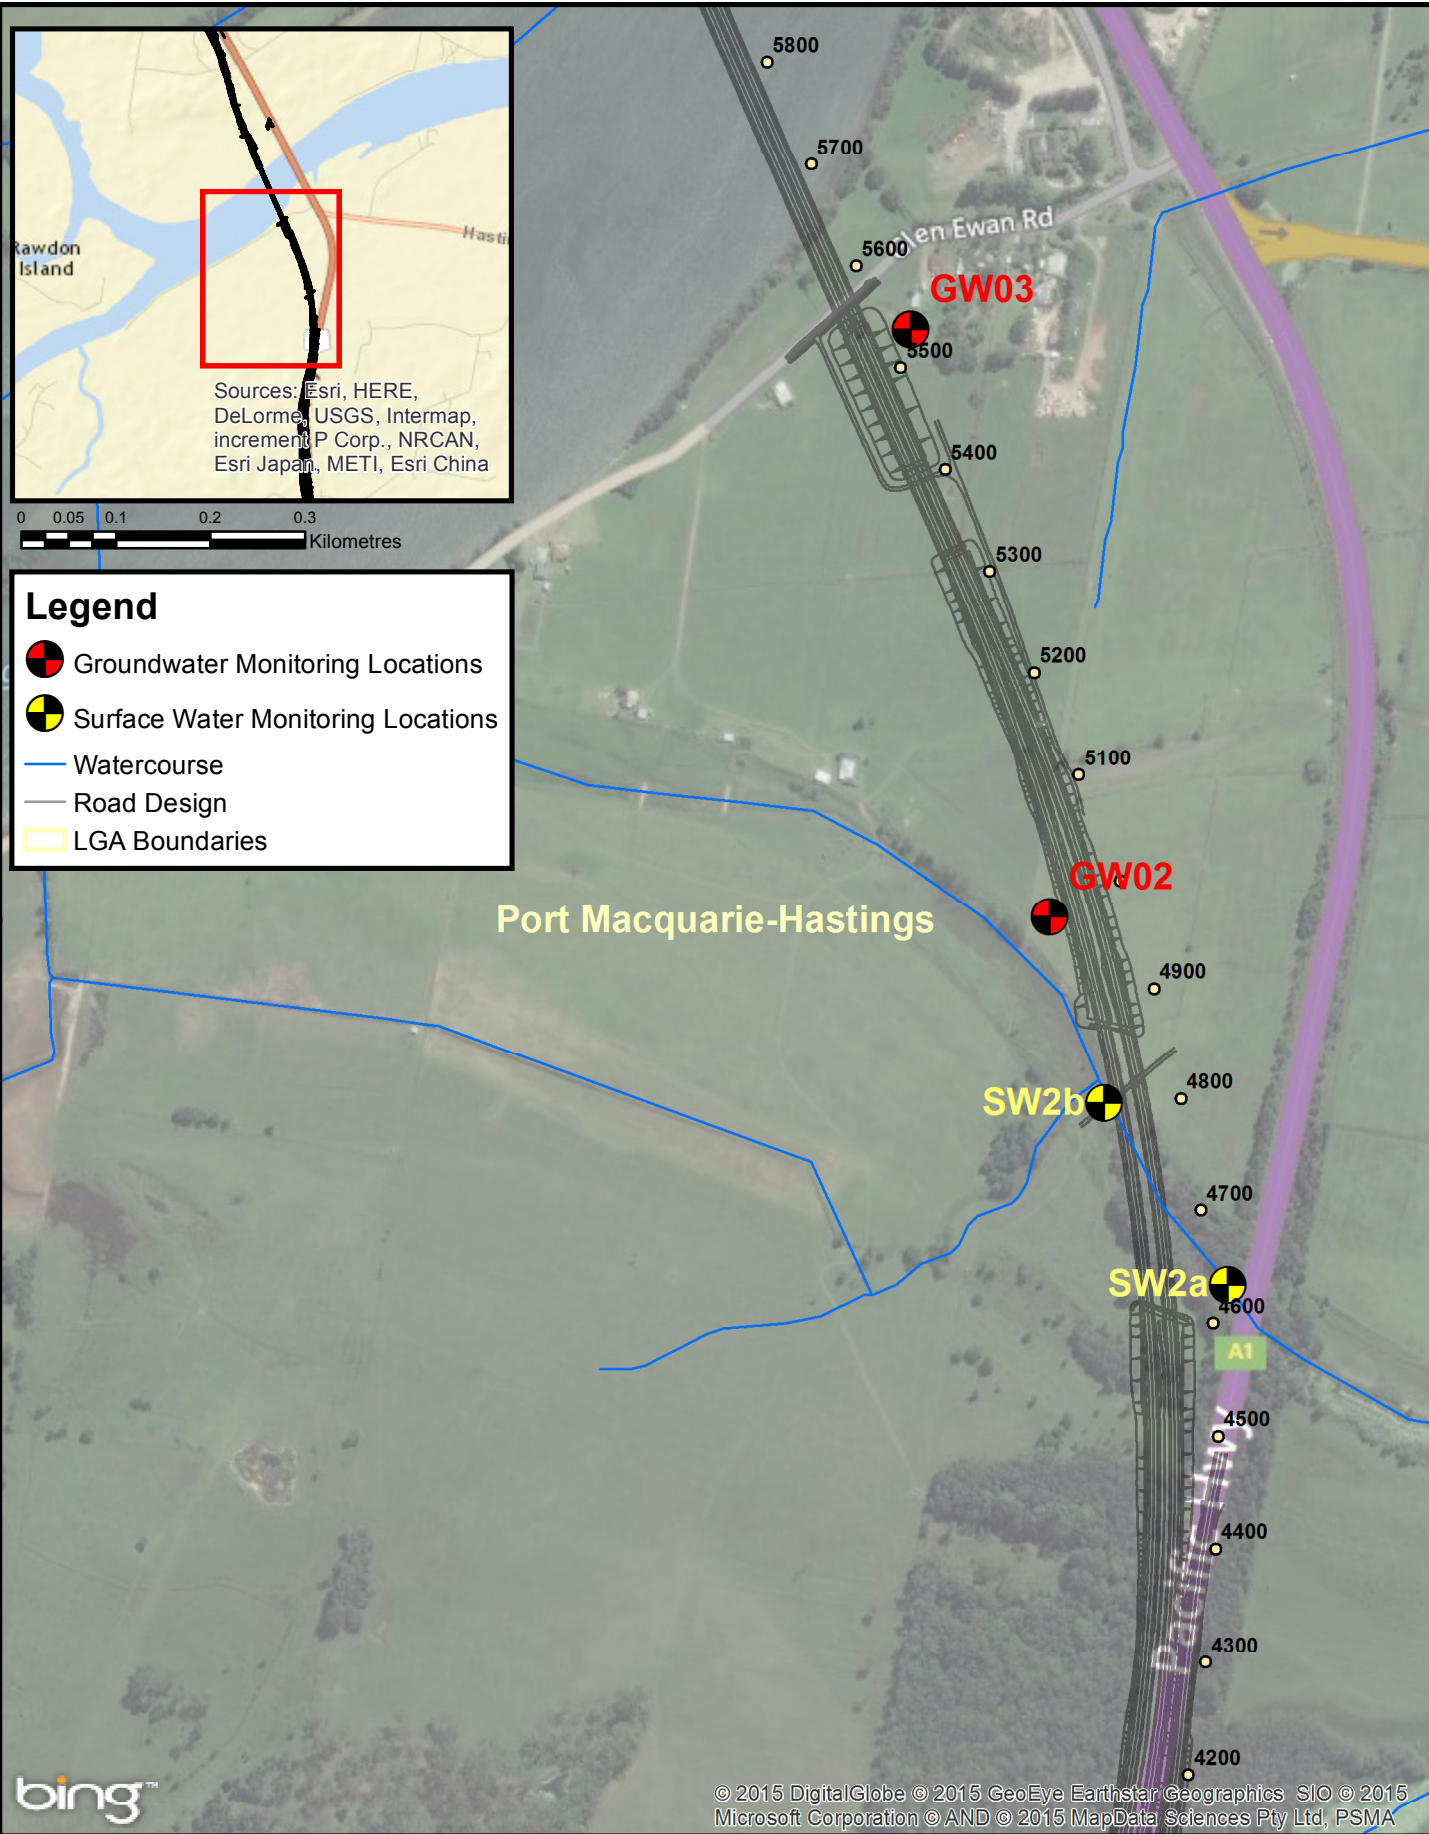 Rawdon
Island
Hasti
Sources: Esri, HERE,
DeLorme, USGS, Intermap,
increment P Corp., NRCAN,
Esri Japan, METI, Esri China
0 0.05 0.1 0.2 0.3
Kilometres
Legend
Groundwater Monitoring Locations
Surface Water Monitoring Locations
Watercourse
Road Design
LGA Boundaries
5800
5700
5600
len Ewan Rd
GW03
5500
5400
5300
5200
5100
GW02
Port Macquarie-Hastings
4900
SW2b
4800
4700
SW2a
4600
A1
4500
Pacific Hwy
4400
4300
4200
bing™
© 2015 DigitalGlobe © 2015 GeoEye Earthstar Geographics SIO © 2015
Microsoft Corporation © AND © 2015 MapData Sciences Pty Ltd, PSMA